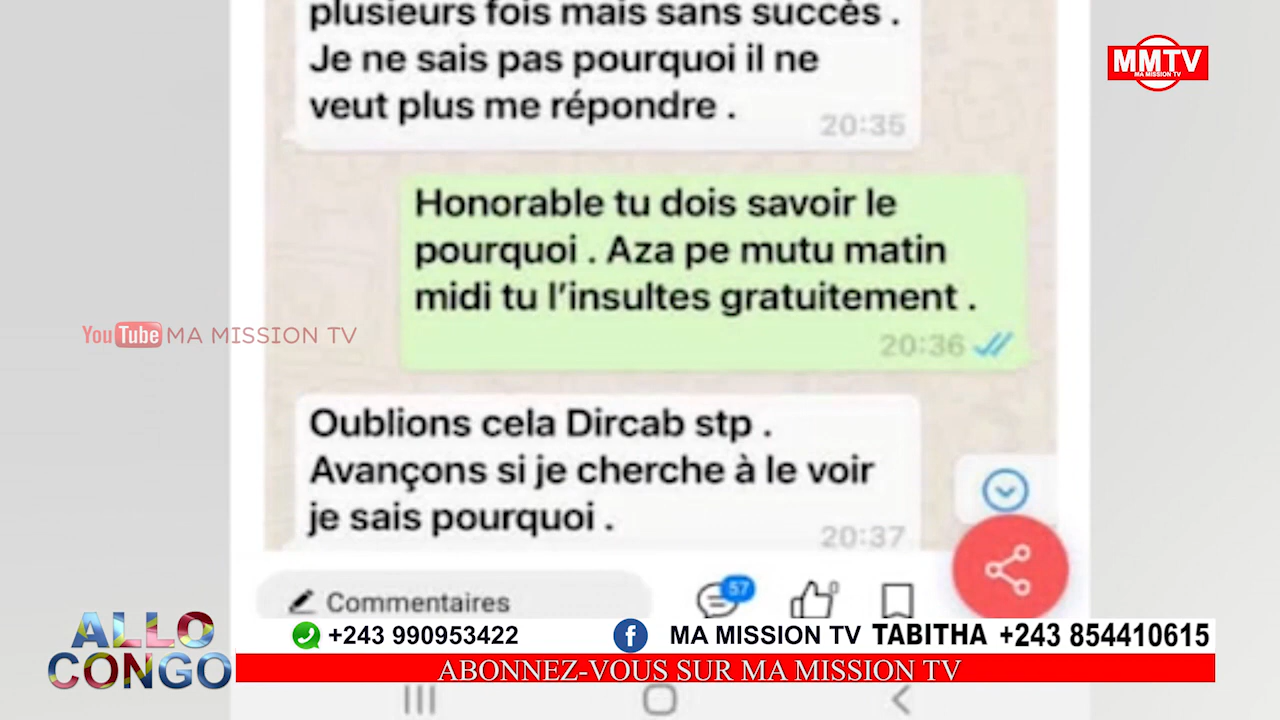 plusieurs fois mais sans succès .
Je ne sais pas pourquoi il ne
veut plus me répondre .
20:35
MMTV
MA MISSION TV
Honorable tu dois savoir le
pourquoi . Aza pe mutu matin
midi tu l'insultes gratuitement .
20:36
YouTube MA MISSION TV
Oublions cela Dircab stp .
Avançons si je cherche à le voir
je sais pourquoi .
20:37
Commentaires
57
0
ALLO
CONGO
+243 990953422 MA MISSION TV TABITHA +243 854410615
ABONNEZ-VOUS SUR MA MISSION TV